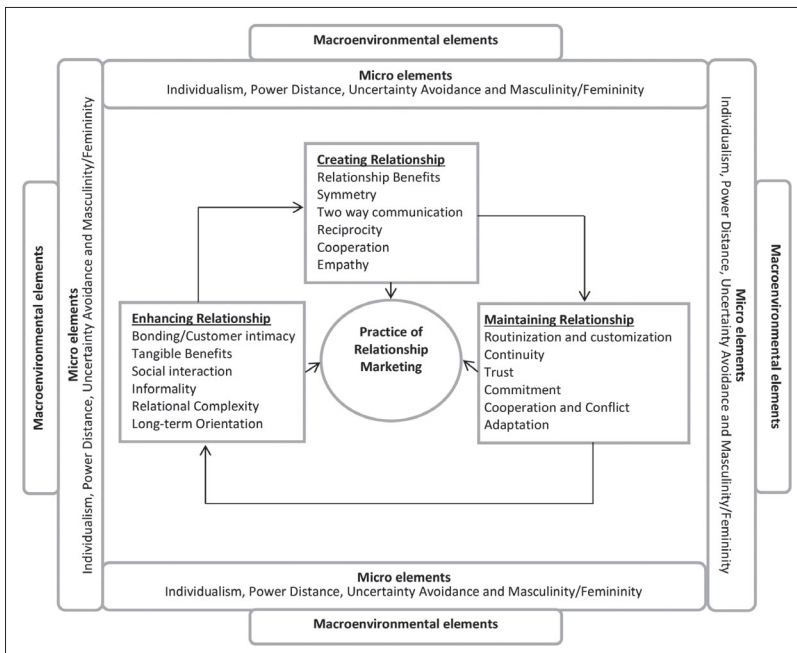 Macroenvironmental elements
Micro elements
Individualism, Power Distance, Uncertainty Avoidance and Masculinity/Femininity
Macroenvironmental elements
Micro elements
Individualism, Power Distance, Uncertainty Avoidance and Masculinity/Femininity
Creating Relationship
Relationship Benefits
Symmetry
Two way communication
Reciprocity
Cooperation
Empathy
Enhancing Relationship
Bonding/Customer intimacy
Tangible Benefits
Social interaction
Informality
Relational Complexity
Long-term Orientation
Practice of
Relationship
Marketing
Maintaining Relationship
Routinization and customization
Continuity
Trust
Commitment
Cooperation and Conflict
Adaptation
Micro elements
Individualism, Power Distance, Uncertainty Avoidance and Masculinity/Femininity
Macroenvironmental elements
Micro elements
Individualism, Power Distance, Uncertainty Avoidance and Masculinity/Femininity
Macroenvironmental elements